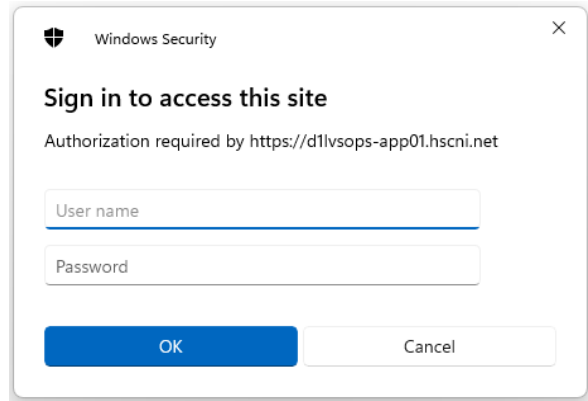 Windows Security
Sign in to access this site
Authorization required by https://d1lvsops-app01.hscni.net
User name
Password
OK
Cancel